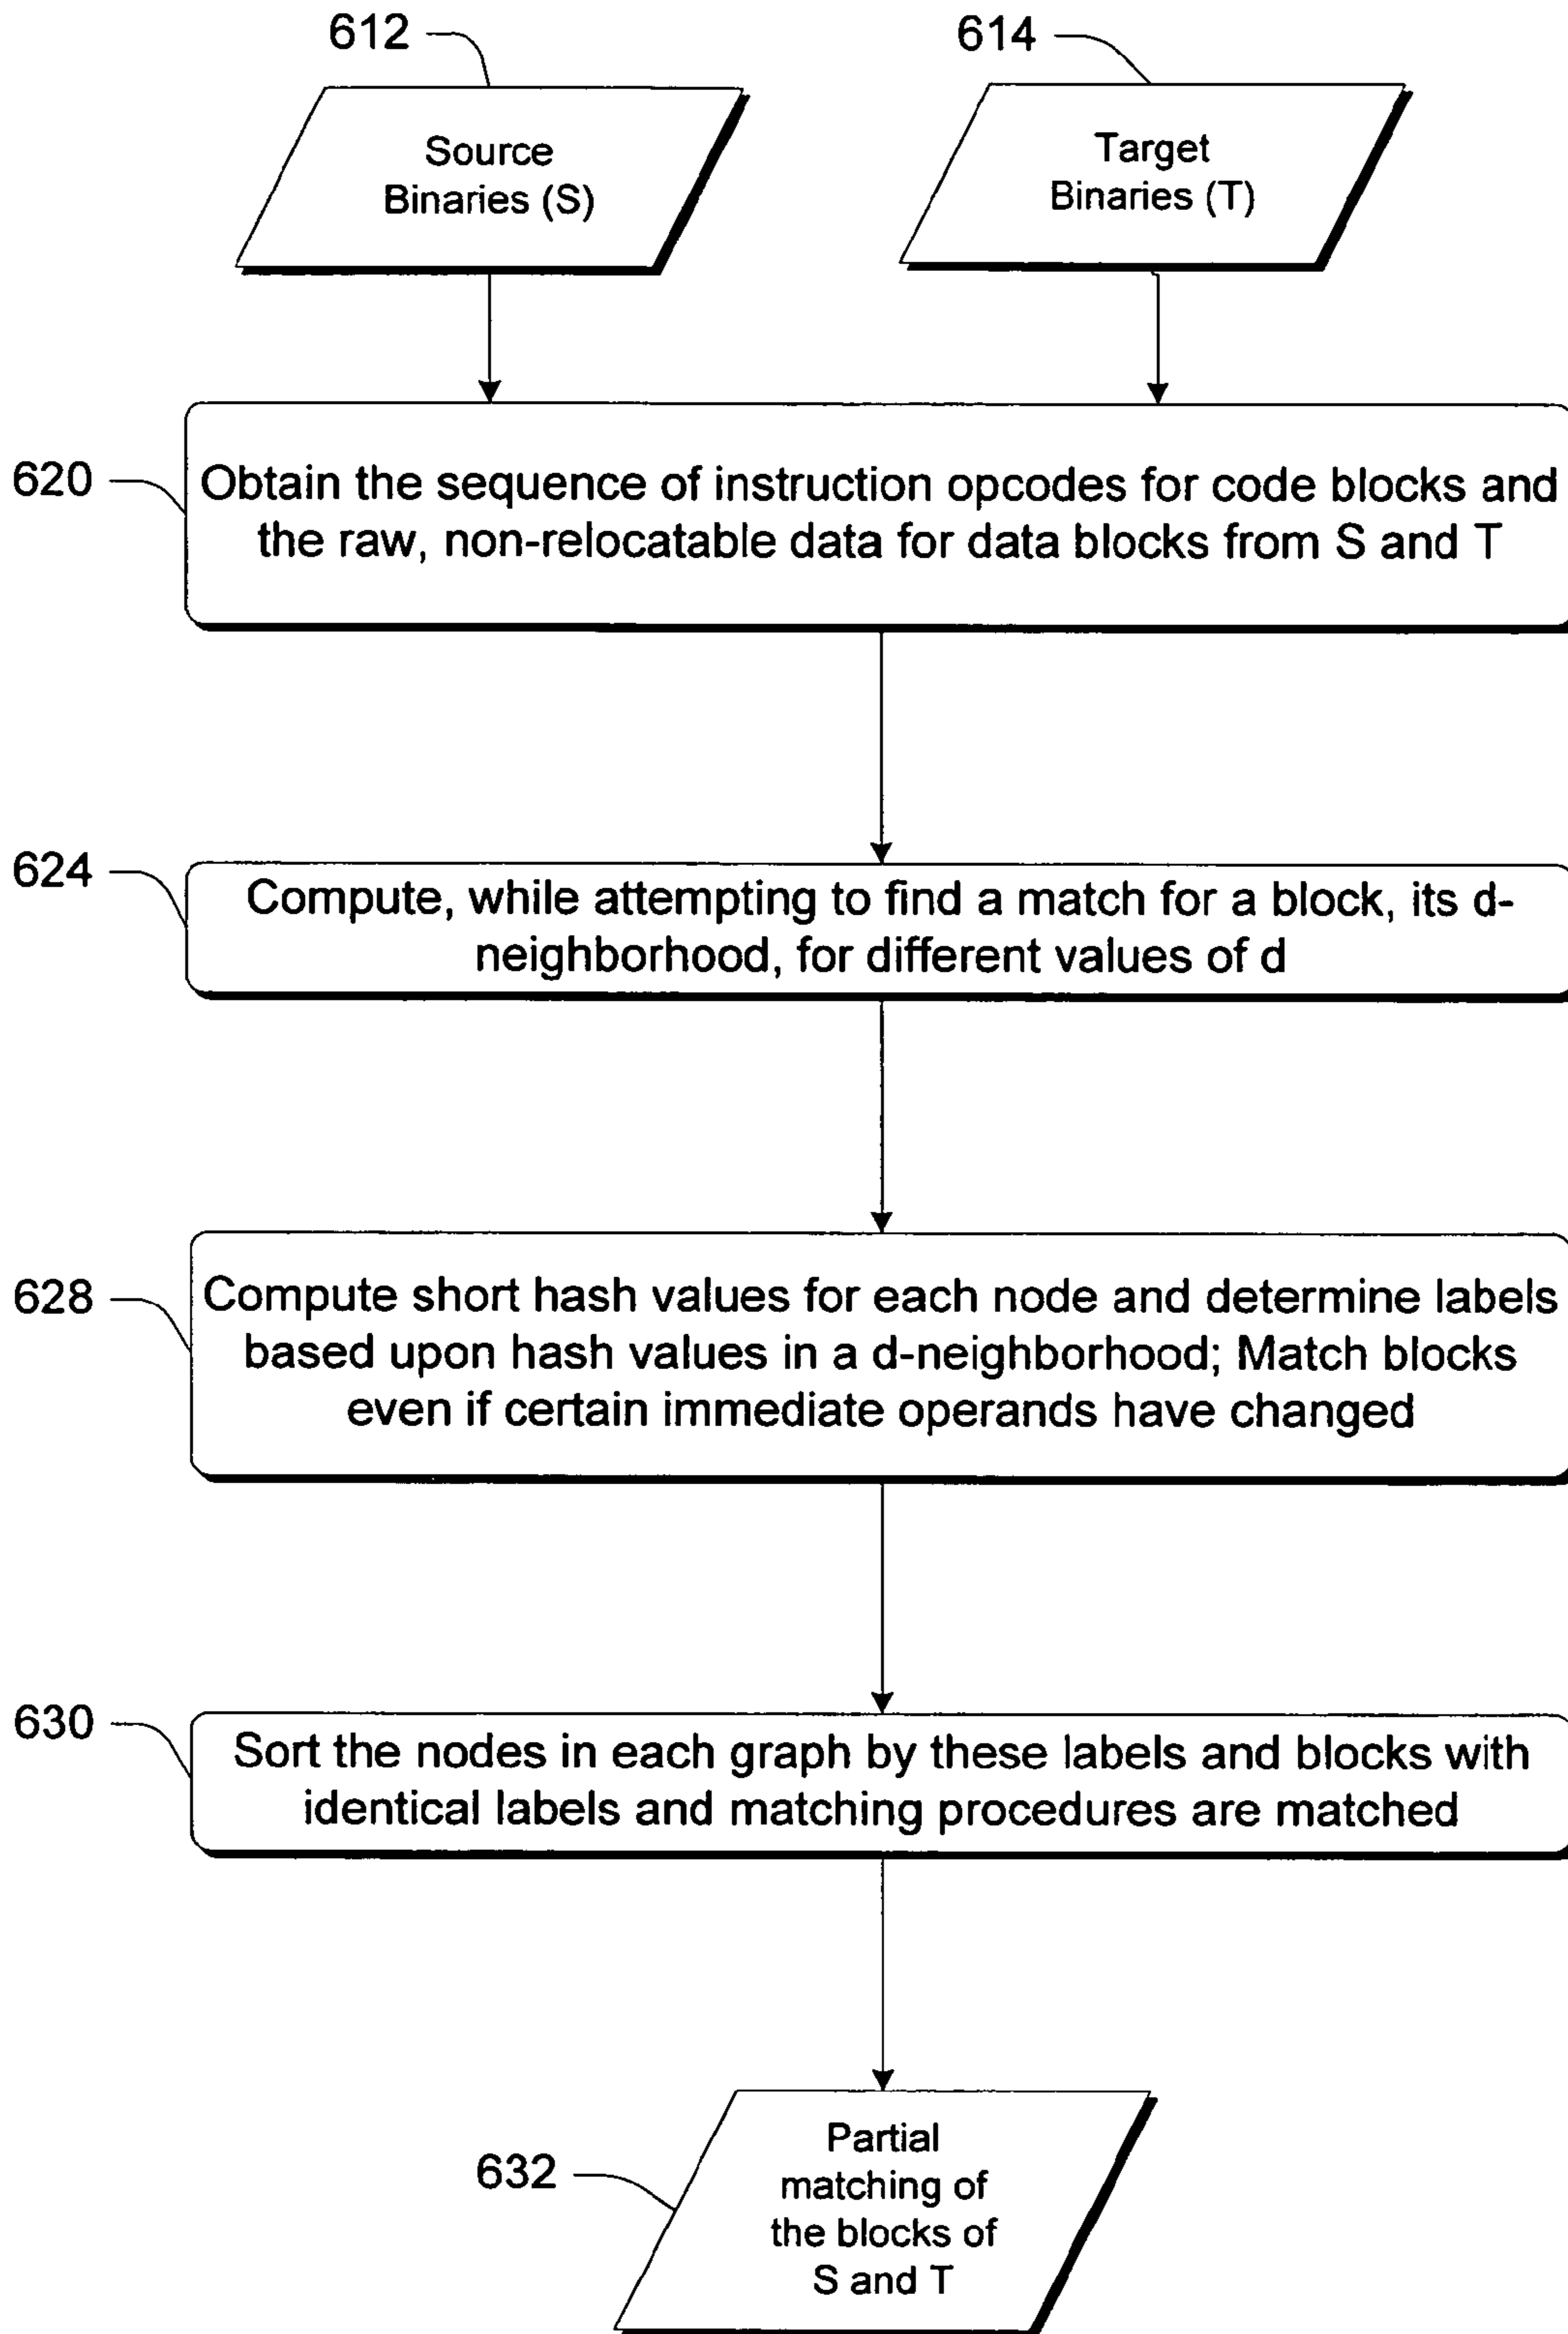 612
614
Source
Binaries (S)
Target
Binaries (T)
620
Obtain the sequence of instruction opcodes for code blocks and
the raw, non-relocatable data for data blocks from S and T
624
Compute, while attempting to find a match for a block, its d-
neighborhood, for different values of d
628
Compute short hash values for each node and determine labels
based upon hash values in a d-neighborhood; Match blocks
even if certain immediate operands have changed
630
Sort the nodes in each graph by these labels and blocks with
identical labels and matching procedures are matched
632
Partial
matching of
the blocks of
S and T